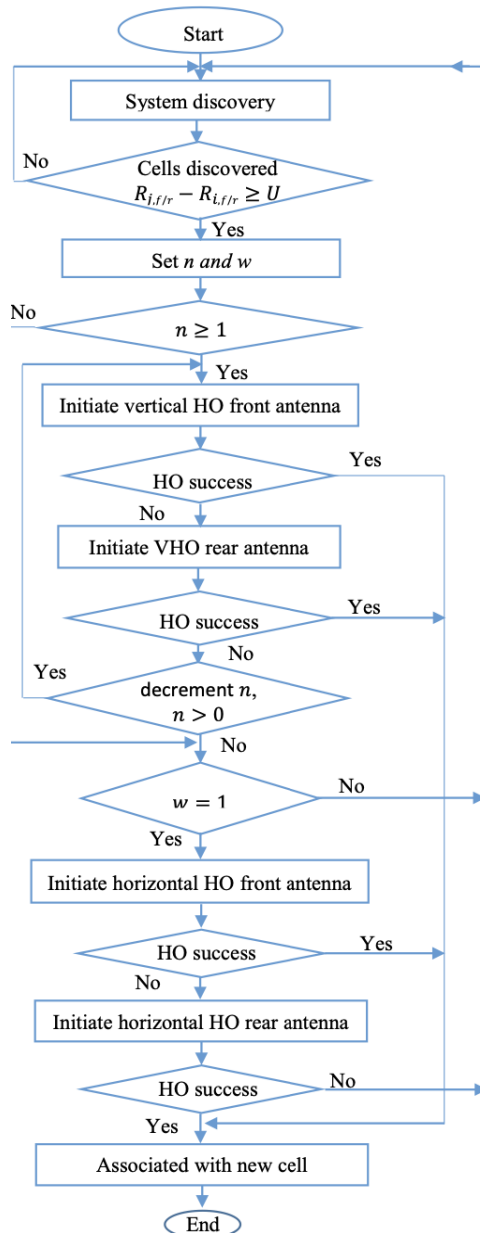 Start
System discovery
No
Cells discovered
R_{j,f/r} − R_{i,f/r} ≥ U
Yes
Set n and w
No
n ≥ 1
Yes
Initiate vertical HO front antenna
Yes
HO success
No
Initiate VHO rear antenna
Yes
HO success
No
Yes
decrement n,
n > 0
No
No
w = 1
Yes
Initiate horizontal HO front antenna
Yes
HO success
No
Initiate horizontal HO rear antenna
No
HO success
Yes
Associated with new cell
End